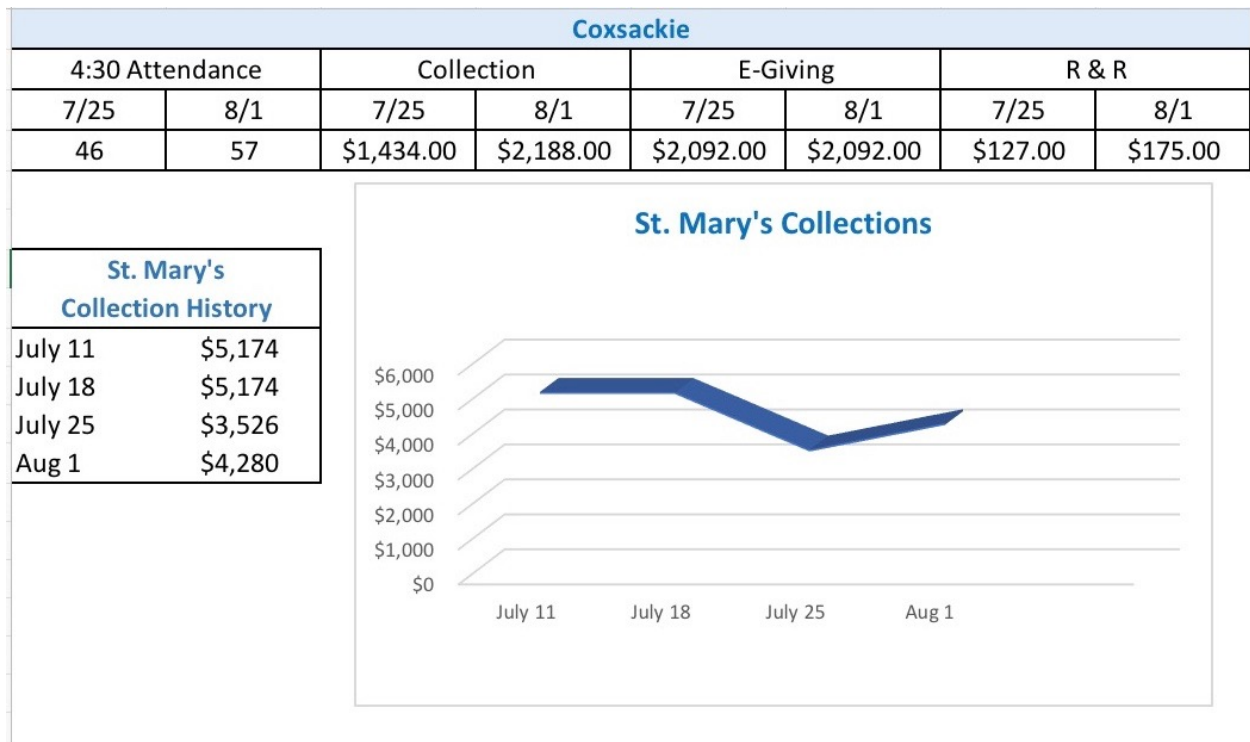 Coxsackie
4:30 Attendance Collection E-Giving R & R
7/25 8/1 7/25 8/1 7/25 8/1 7/25 8/1
46 57 $1,434.00 $2,188.00 $2,092.00 $2,092.00 $127.00 $175.00
St. Mary's
Collection History
July 11 $5,174
July 18 $5,174
July 25 $3,526
Aug 1 $4,280
St. Mary's Collections
$6,000
$5,000
$4,000
$3,000
$2,000
$1,000
$0
July 11 July 18 July 25 Aug 1